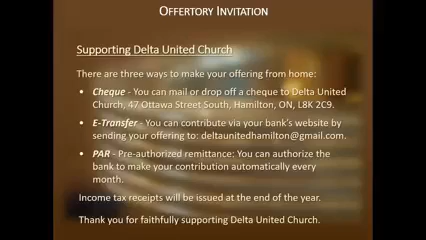 OFFERTORY INVITATION
Supporting Delta United Church
There are three ways to make your offering from home:
• Cheque - You can mail or drop off a cheque to Delta United
Church, 47 Ottawa Street South, Hamilton, ON, L8K 2C9.
• E-Transfer - You can contribute via your bank's website by
sending your offering to: deltaunitedhamilton@gmail.com.
• PAR - Pre-authorized remittance: You can authorize the
bank to make your contribution automatically every
month.
Income tax receipts will be issued at the end of the year.
Thank you for faithfully supporting Delta United Church.